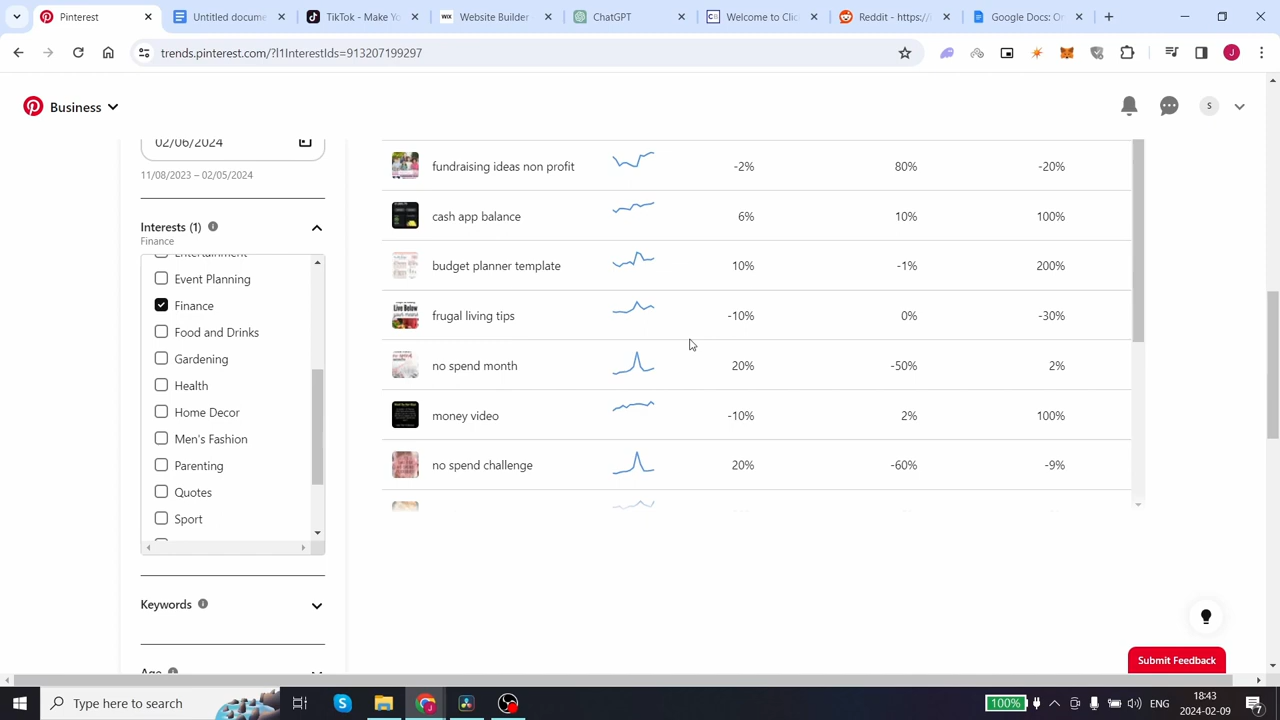 Pinterest
Untitled docume
TikTok - Make Yo
Website Builder
ChatGPT
Welcome to Clic
Reddit - https://
Google Docs: On
trends.pinterest.com/?l1InterestIds=913207199297
J
Business
S
02/06/2024
11/08/2023 – 02/05/2024
Interests (1)
Finance
Entertainment
Event Planning
Finance
Food and Drinks
Gardening
Health
Home Decor
Men's Fashion
Parenting
Quotes
Sport
Keywords
Age
fundraising ideas non profit -2% 80% -20%
cash app balance 6% 10% 100%
budget planner template 10% -1% 200%
frugal living tips -10% 0% -30%
no spend month 20% -50% 2%
money video -10% 2% 100%
no spend challenge 20% -60% -9%
Submit Feedback
Type here to search
100%
ENG
18:43
2024-02-09